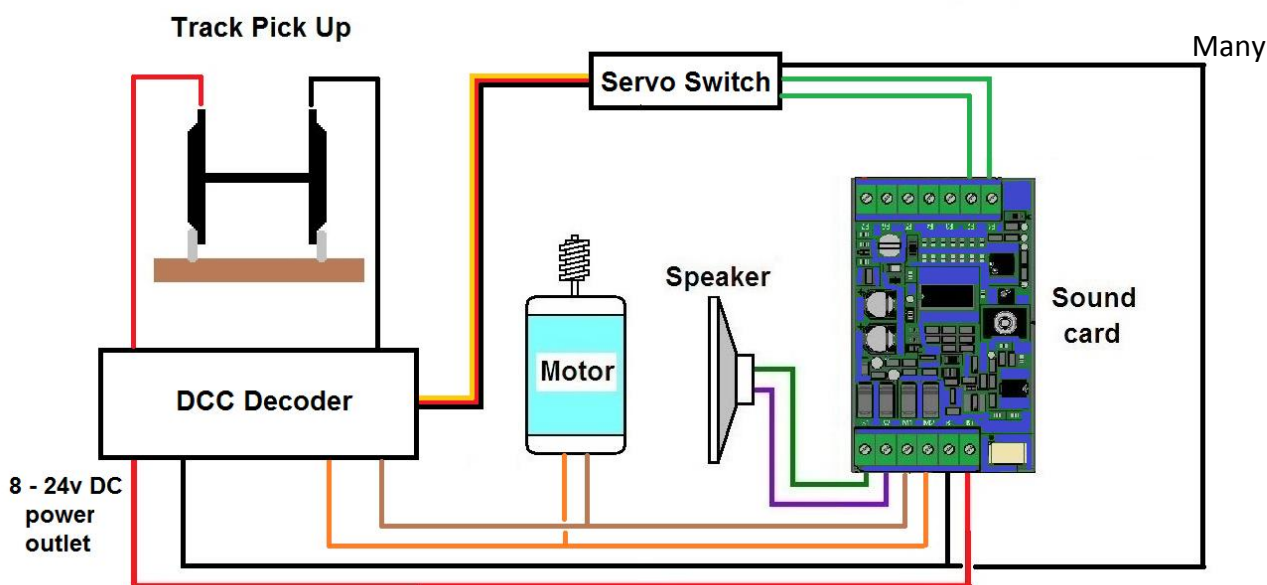 Track Pick Up
Many
Servo Switch
Speaker
Sound
card
Motor
DCC Decoder
8 - 24v DC
power
outlet